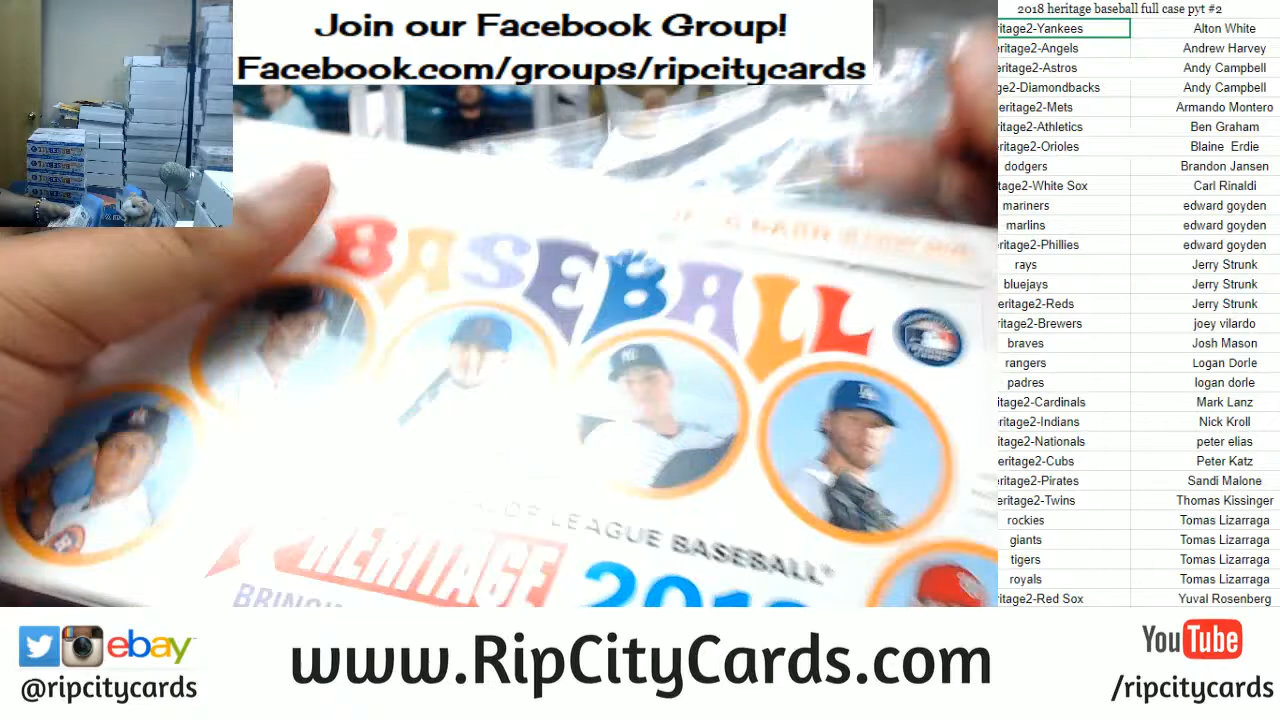 Join our Facebook Group!
Facebook.com/groups/ripcitycards
BASEBALL
LEAGUE BASEBALL
HERITAGE
2018
2018 heritage baseball full case pyt #2
ritage2-Yankees Alton White
eritage2-Angels Andrew Harvey
eritage2-Astros Andy Campbell
ge2-Diamondbacks Andy Campbell
eritage2-Mets Armando Montero
ritage2-Athletics Ben Graham
eritage2-Orioles Blaine Erdie
dodgers Brandon Jansen
tage2-White Sox Carl Rinaldi
mariners edward goyden
marlins edward goyden
eritage2-Phillies edward goyden
rays Jerry Strunk
bluejays Jerry Strunk
eritage2-Reds Jerry Strunk
ritage2-Brewers joey vilardo
braves Josh Mason
rangers Logan Dorle
padres logan dorle
itage2-Cardinals Mark Lanz
ritage2-Indians Nick Kroll
itage2-Nationals peter elias
eritage2-Cubs Peter Katz
eritage2-Pirates Sandi Malone
eritage2-Twins Thomas Kissinger
rockies Tomas Lizarraga
giants Tomas Lizarraga
tigers Tomas Lizarraga
royals Tomas Lizarraga
ritage2-Red Sox Yuval Rosenberg
ebay
@ripcitycards
www.RipCityCards.com
YouTube
/ripcitycards